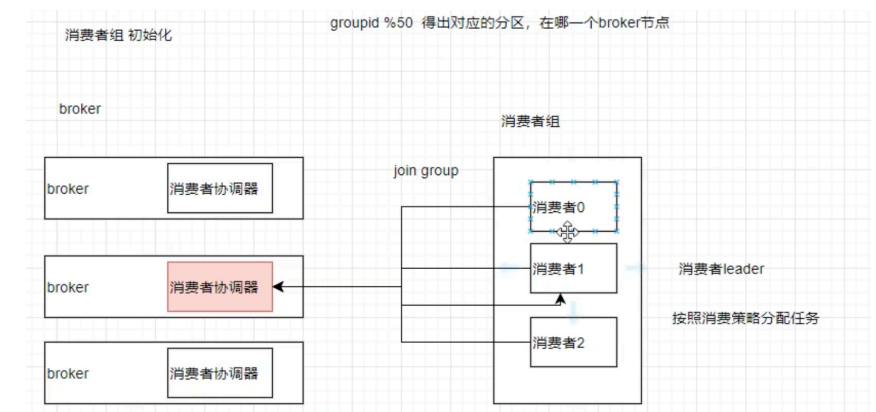 groupid %50 得出对应的分区，在哪一个broker节点
消费者组 初始化
broker
消费者组
join group
broker
消费者协调器
消费者0
broker
消费者协调器
消费者1
消费者leader
按照消费策略分配任务
消费者2
broker
消费者协调器